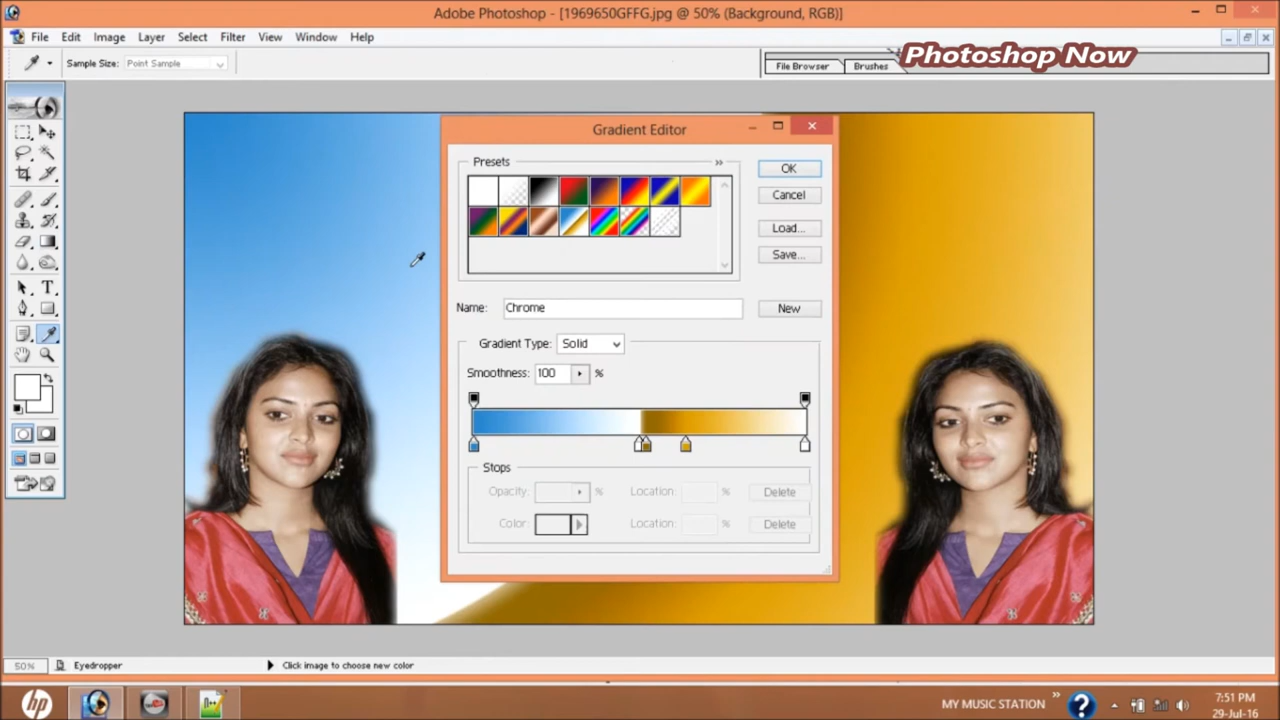 Adobe Photoshop - [1969650GFFG.jpg @ 50% (Background, RGB)]
File Edit Image Layer Select Filter View Window Help
Sample Size: Point Sample
File Browser Brushes
Photoshop Now
Gradient Editor
Presets
OK
Cancel
Load...
Save...
Name: Chrome
New
Gradient Type: Solid
Smoothness: 100 %
Stops
Opacity: % Location: % Delete
Color: Location: % Delete
50% Eyedropper Click image to choose new color
hp
MY MUSIC STATION
7:51 PM
29-Jul-16